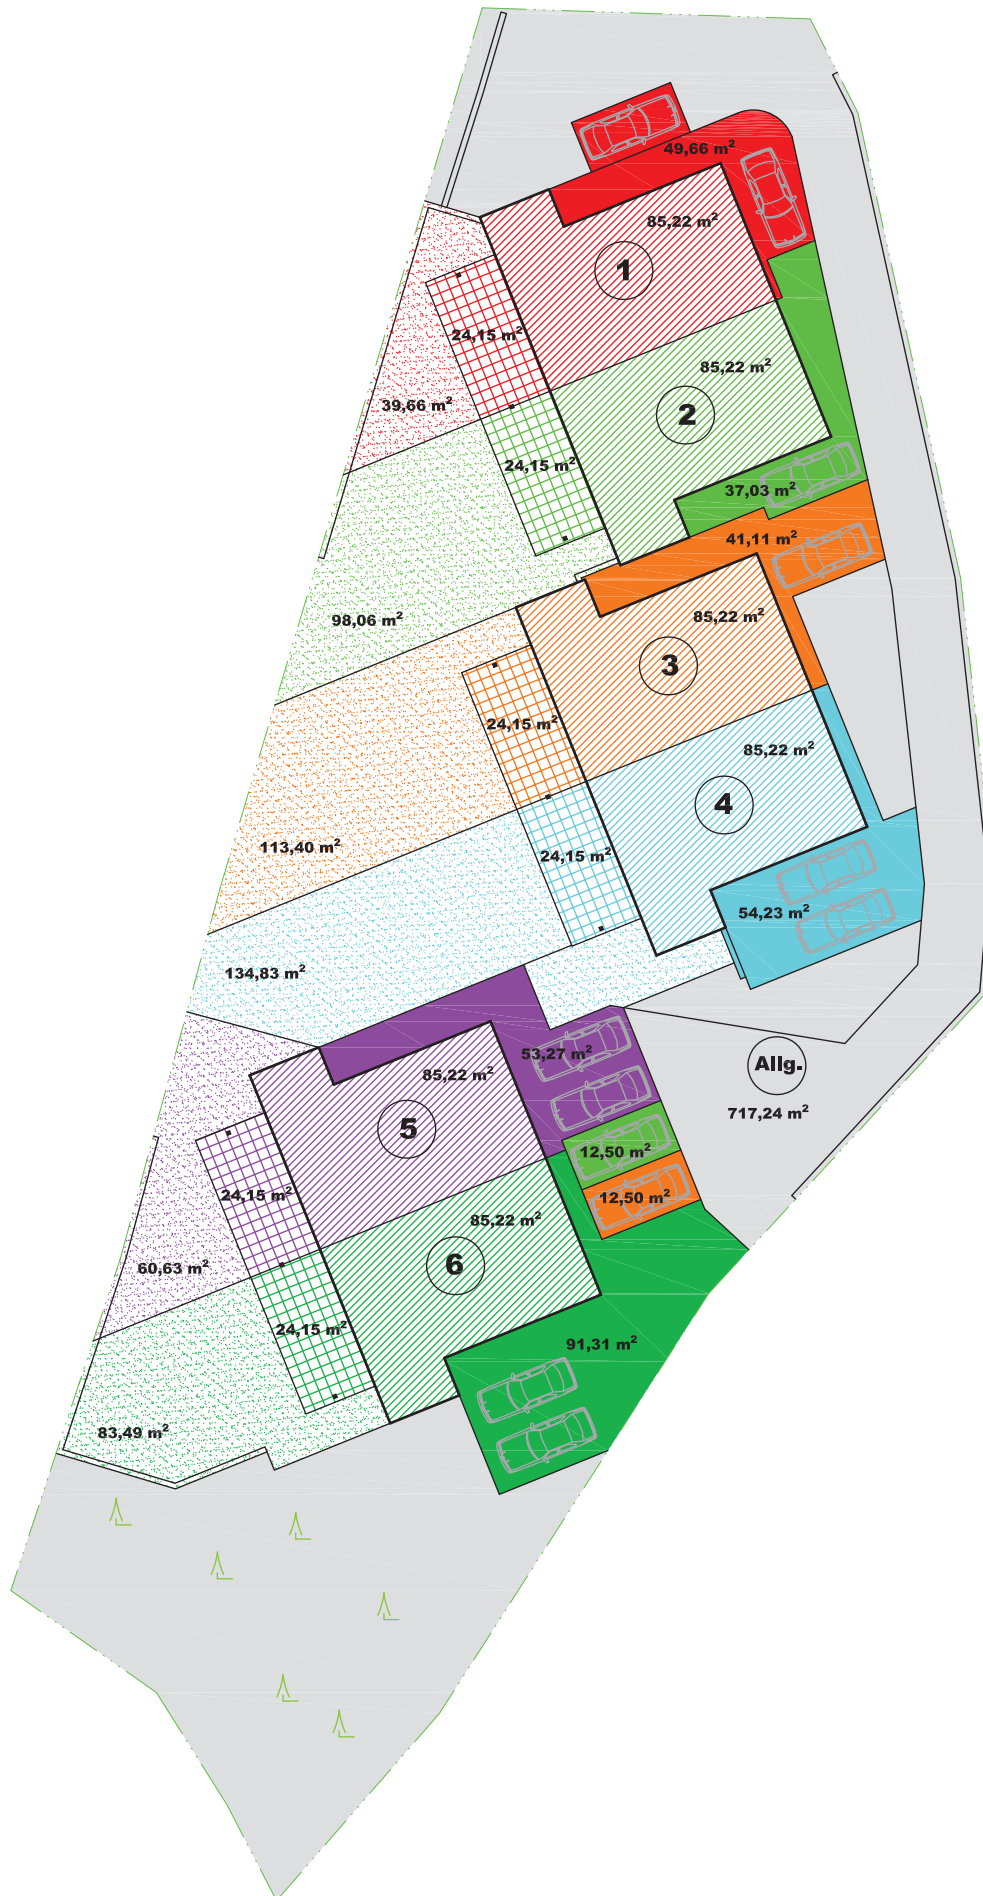 49,66 m²
85,22 m²
1
24,15 m²
85,22 m²
39,66 m²
2
24,15 m²
37,03 m²
41,11 m²
98,06 m²
85,22 m²
3
24,15 m²
85,22 m²
4
113,40 m²
24,15 m²
54,23 m²
134,83 m²
53,27 m²
Allg.
85,22 m²
717,24 m²
5
12,50 m²
24,15 m²
12,50 m²
85,22 m²
6
60,63 m²
24,15 m²
91,31 m²
83,49 m²